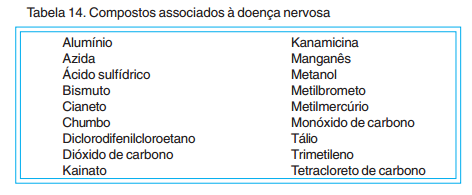 Tabela 14. Compostos associados à doença nervosa
Alumínio Kanamicina
Azida Manganês
Ácido sulfídrico Metanol
Bismuto Metilbrometo
Cianeto Metilmercúrio
Chumbo Monóxido de carbono
Diclorodifenilcloroetano Tálio
Dióxido de carbono Trimetileno
Kainato Tetracloreto de carbono